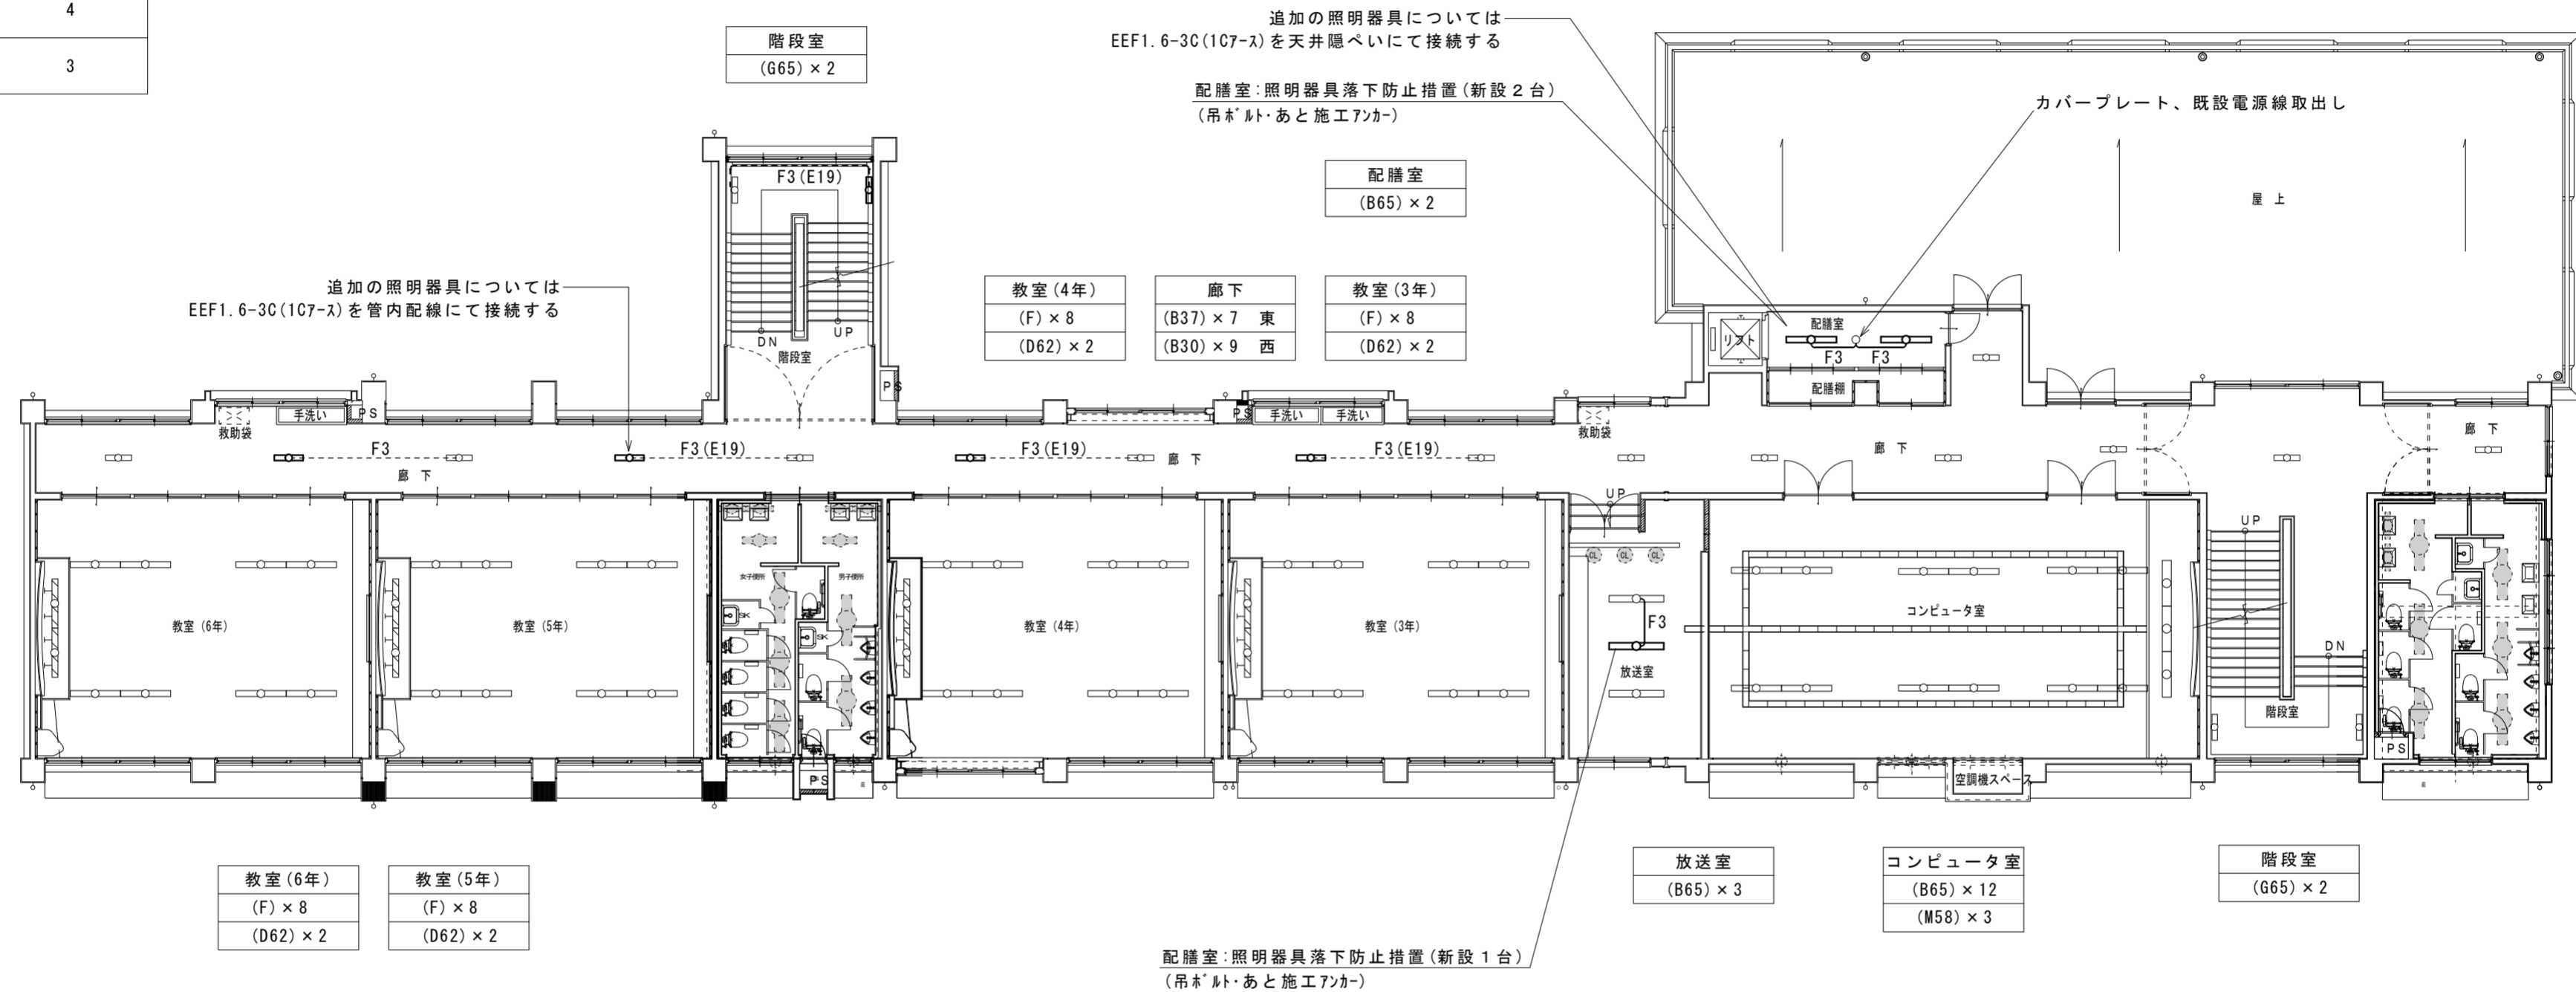 4
3
階段室
(G65)×2
追加の照明器具については
EEF1.6-3C(1Cアース)を天井隠ぺいにて接続する
配膳室:照明器具落下防止措置(新設2台)
(吊ボルト・あと施工アンカー)
カバープレート、既設電源線取出し
配膳室
(B65)×2
屋上
F3(E19)
追加の照明器具については
EEF1.6-3C(1Cアース)を管内配線にて接続する
教室(4年)
(F)×8
(D62)×2
廊下
(B37)×7 東
(B30)×9 西
教室(3年)
(F)×8
(D62)×2
DN
UP
階段室
PS
リフト
配膳室
F3
F3
配膳棚
手洗い
PS
救助袋
PS
手洗い
手洗い
救助袋
F3
F3(E19)
F3(E19)
F3(E19)
廊下
廊下
廊下
廊下
UP
CL
CL
CL
UP
DN
女子便所
男子便所
SK
SK
教室(6年)
教室(5年)
教室(4年)
教室(3年)
F3
放送室
コンピュータ室
階段室
PS
PS
空調機スペース
教室(6年)
(F)×8
(D62)×2
教室(5年)
(F)×8
(D62)×2
放送室
(B65)×3
コンピュータ室
(B65)×12
(M58)×3
階段室
(G65)×2
配膳室:照明器具落下防止措置(新設1台)
(吊ボルト・あと施工アンカー)